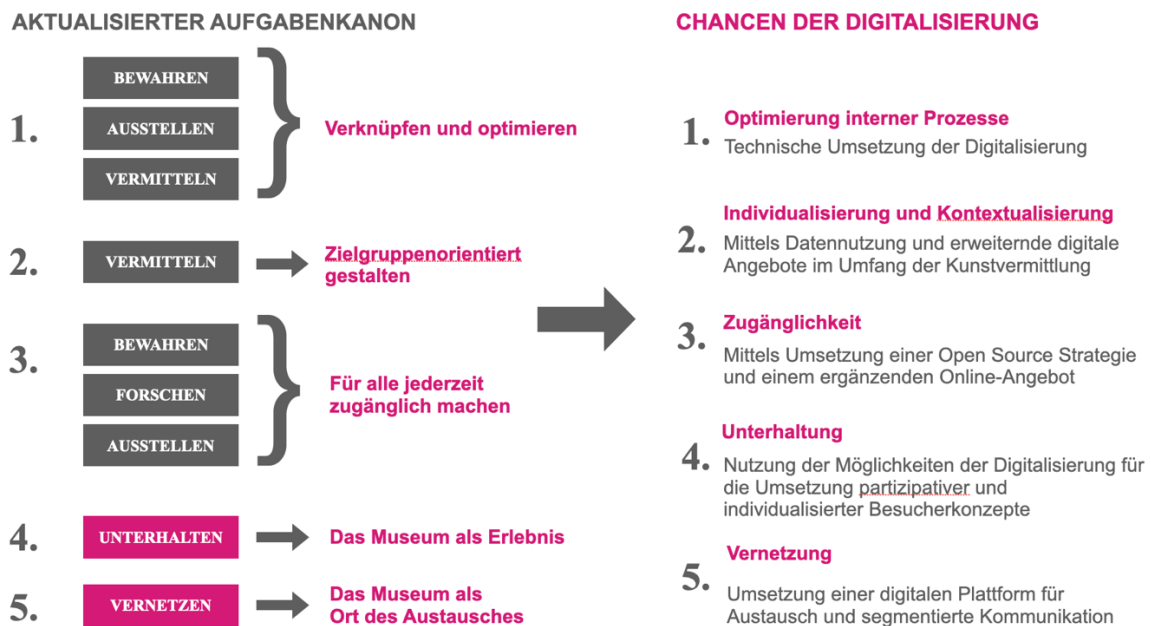 AKTUALISIERTER AUFGABENKANON
1.
BEWAHREN
AUSSTELLEN
VERMITTELN
Verknüpfen und optimieren
2.
VERMITTELN
Zielgruppenorientiert
gestalten
3.
BEWAHREN
FORSCHEN
AUSSTELLEN
Für alle jederzeit
zugänglich machen
4.
UNTERHALTEN
Das Museum als Erlebnis
5.
VERNETZEN
Das Museum als
Ort des Austausches
CHANCEN DER DIGITALISIERUNG
1.
Optimierung interner Prozesse
Technische Umsetzung der Digitalisierung
2.
Individualisierung und Kontextualisierung
Mittels Datennutzung und erweiternde digitale
Angebote im Umfang der Kunstvermittlung
3.
Zugänglichkeit
Mittels Umsetzung einer Open Source Strategie
und einem ergänzenden Online-Angebot
4.
Unterhaltung
Nutzung der Möglichkeiten der Digitalisierung für
die Umsetzung partizipativer und
individualisierter Besucherkonzepte
5.
Vernetzung
Umsetzung einer digitalen Plattform für
Austausch und segmentierte Kommunikation